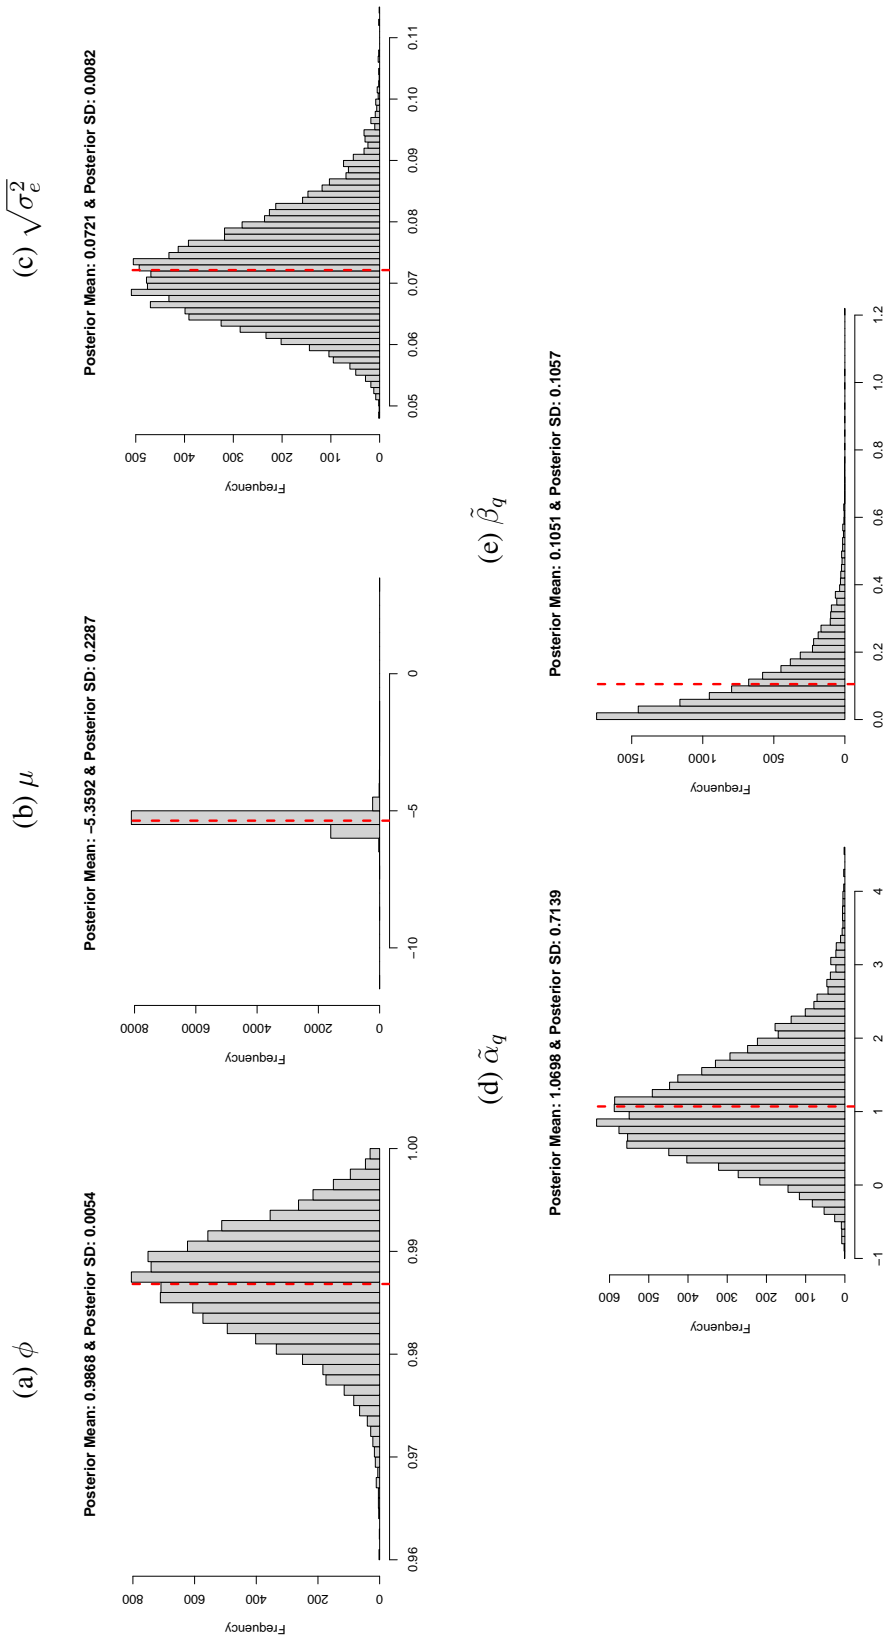 (a) ϕ
Posterior Mean: 0.9868 & Posterior SD: 0.0054
Frequency
0 200 400 600 800
0.96 0.97 0.98 0.99 1.00
(b) μ
Posterior Mean: −5.3592 & Posterior SD: 0.2287
Frequency
0 2000 4000 6000 8000
−10 −5 0
(c) √σ_e^2
Posterior Mean: 0.0721 & Posterior SD: 0.0082
Frequency
0 100 200 300 400 500
0.05 0.06 0.07 0.08 0.09 0.10 0.11
(d) α̃_q
Posterior Mean: 1.0698 & Posterior SD: 0.7139
Frequency
0 100 200 300 400 500 600
−1 0 1 2 3 4
(e) β̃_q
Posterior Mean: 0.1051 & Posterior SD: 0.1057
Frequency
0 500 1000 1500
0.0 0.2 0.4 0.6 0.8 1.0 1.2